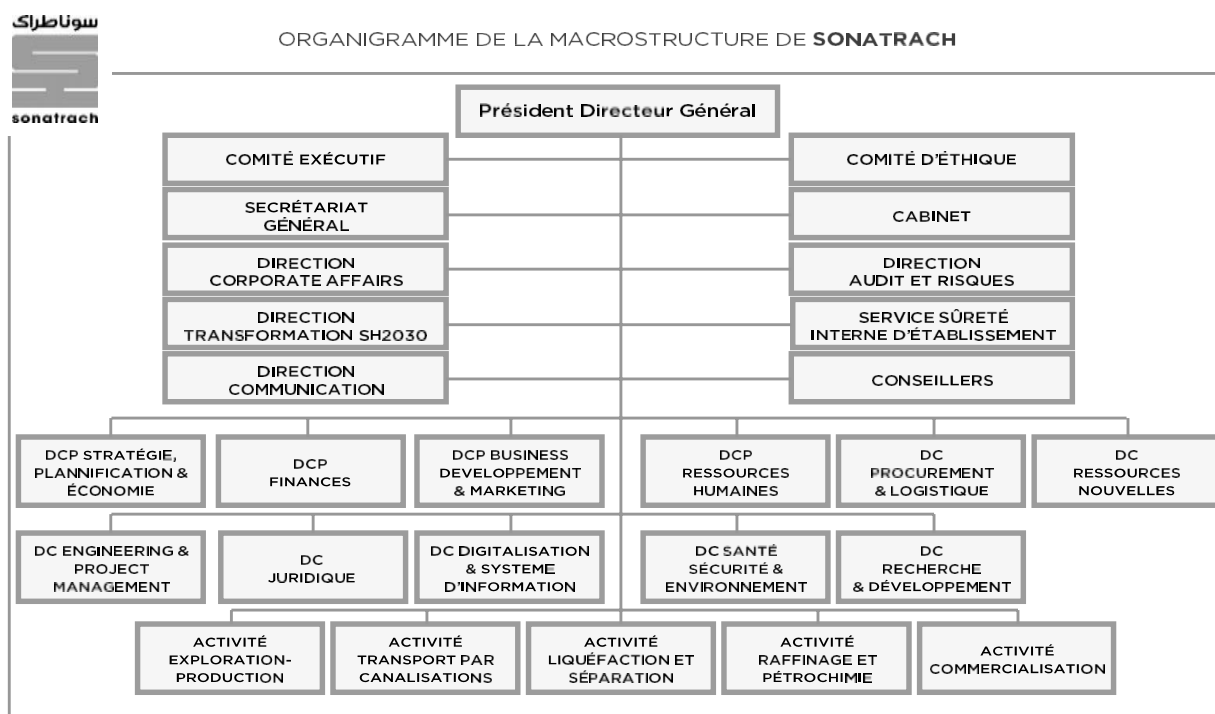 سوناطراك
sonatrach
ORGANIGRAMME DE LA MACROSTRUCTURE DE SONATRACH
Président Directeur Général
COMITÉ EXÉCUTIF
COMITÉ D'ÉTHIQUE
SECRÉTARIAT
GÉNÉRAL
CABINET
DIRECTION
CORPORATE AFFAIRS
DIRECTION
AUDIT ET RISQUES
DIRECTION
TRANSFORMATION SH2030
SERVICE SÛRETÉ
INTERNE D'ÉTABLISSEMENT
DIRECTION
COMMUNICATION
CONSEILLERS
DCP STRATÉGIE,
PLANNIFICATION &
ÉCONOMIE
DCP
FINANCES
DCP BUSINESS
DEVELOPPEMENT
& MARKETING
DCP
RESSOURCES
HUMAINES
DC
PROCUREMENT
& LOGISTIQUE
DC
RESSOURCES
NOUVELLES
DC ENGINEERING &
PROJECT
MANAGEMENT
DC
JURIDIQUE
DC DIGITALISATION
& SYSTEME
D'INFORMATION
DC SANTÉ
SÉCURITÉ &
ENVIRONNEMENT
DC
RECHERCHE
& DÉVELOPPEMENT
ACTIVITÉ
EXPLORATION-
PRODUCTION
ACTIVITÉ
TRANSPORT PAR
CANALISATIONS
ACTIVITÉ
LIQUÉFACTION ET
SÉPARATION
ACTIVITÉ
RAFFINAGE ET
PÉTROCHIMIE
ACTIVITÉ
COMMERCIALISATION